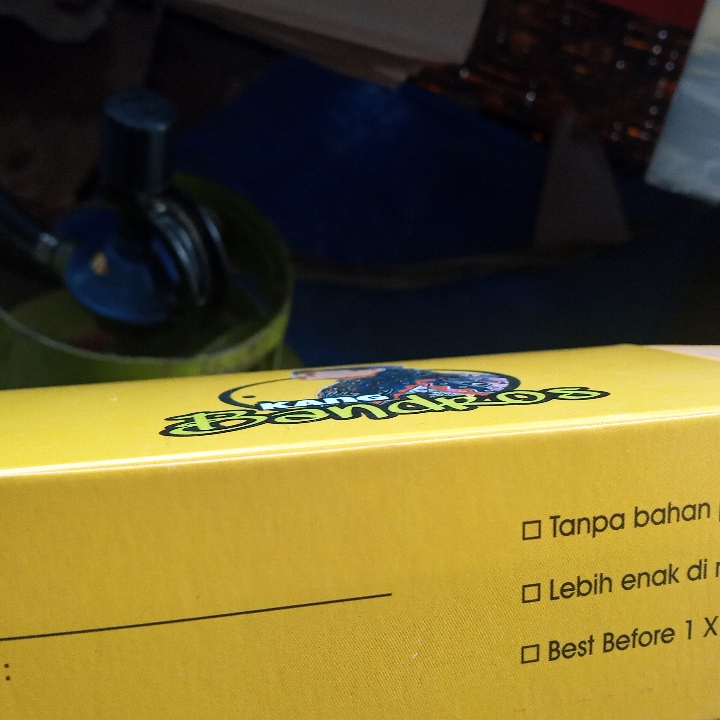 KANG
Bandros
Tanpa bahan
Lebih enak di
Best Before 1 X
: